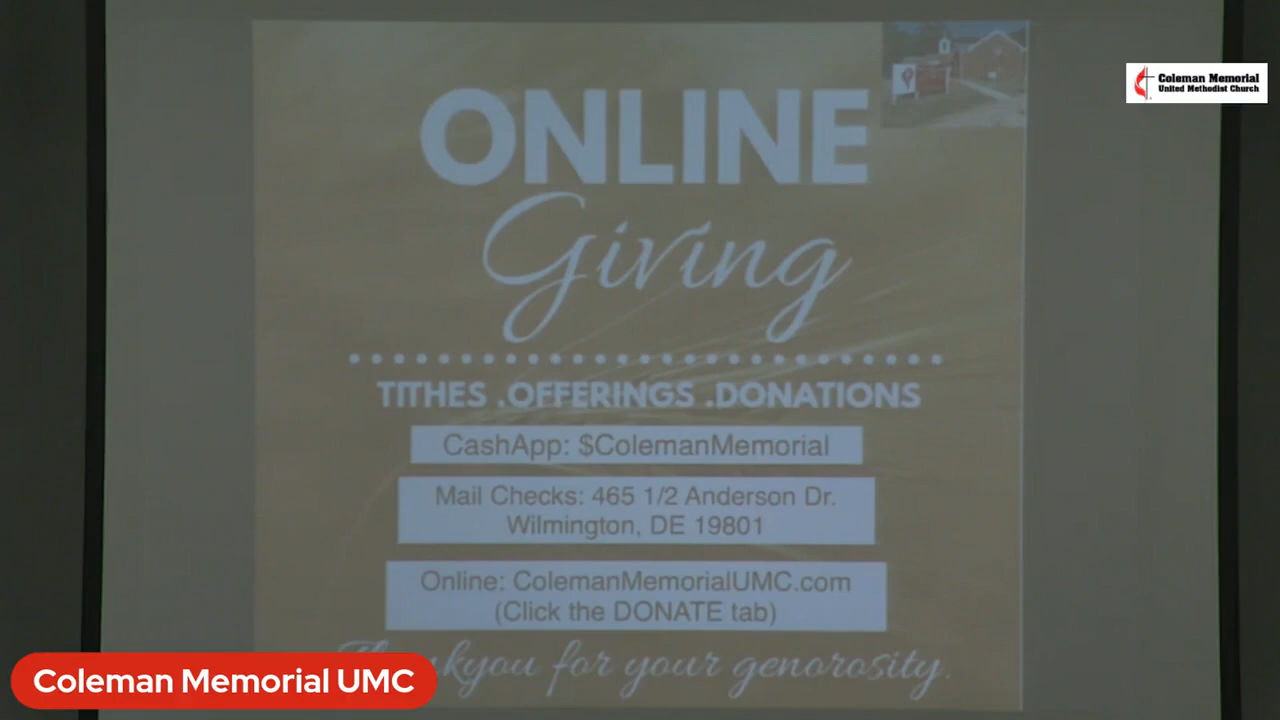 Coleman Memorial
United Methodist Church
ONLINE
Giving
TITHES .OFFERINGS .DONATIONS
CashApp: $ColemanMemorial
Mail Checks: 465 1/2 Anderson Dr.
Wilmington, DE 19801
Online: ColemanMemorialUMC.com
(Click the DONATE tab)
Thankyou for your genorosity.
Coleman Memorial UMC